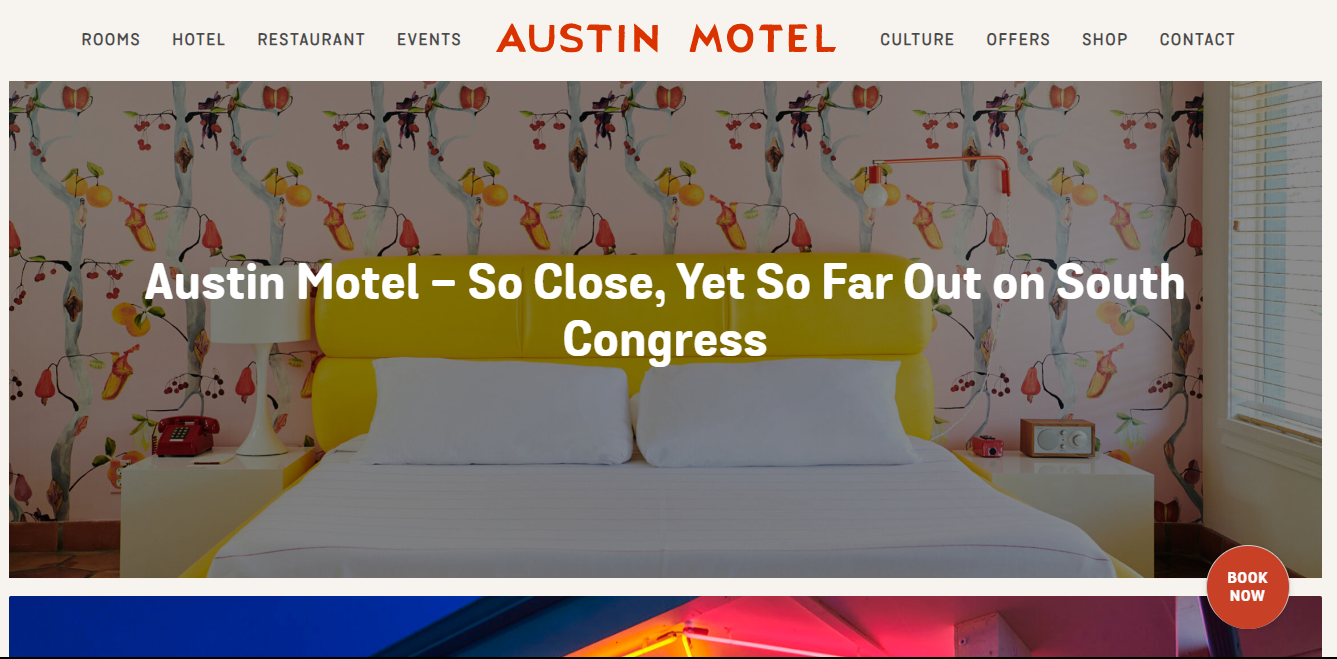 ROOMS HOTEL RESTAURANT EVENTS AUSTIN MOTEL CULTURE OFFERS SHOP CONTACT
Austin Motel – So Close, Yet So Far Out on South
Congress
BOOK
NOW